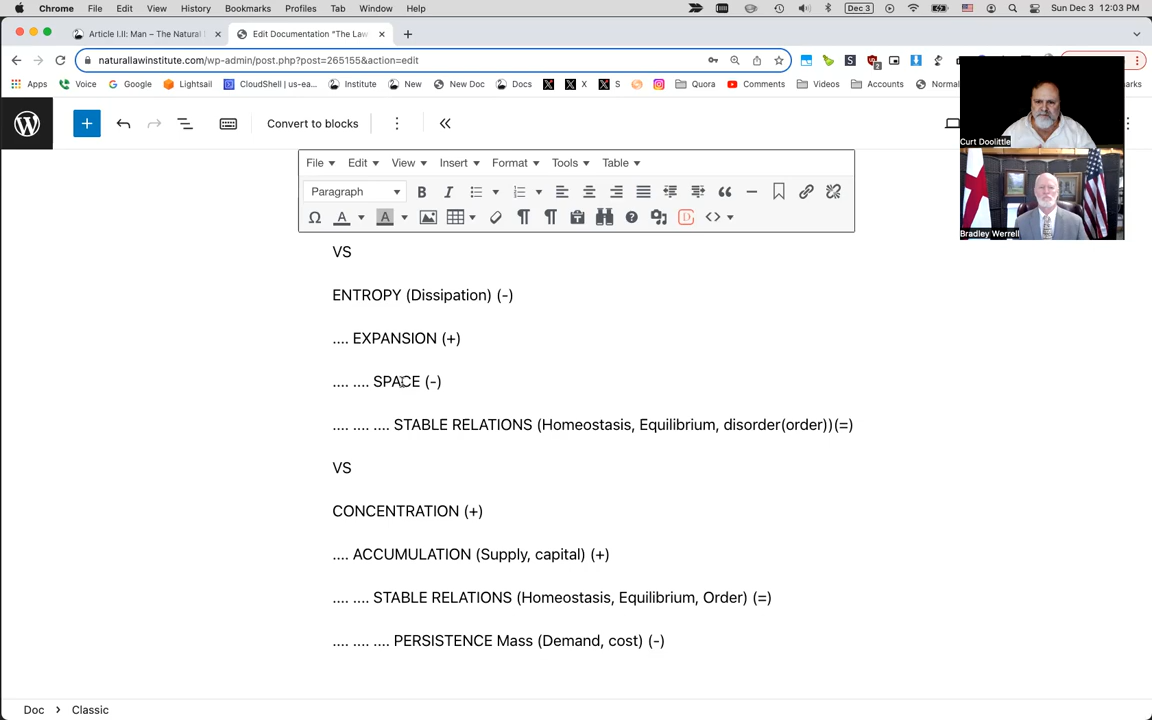 Chrome File Edit View History Bookmarks Profiles Tab Window Help Dec 3 Sun Dec 3 12:03 PM
Article I.II: Man – The Natural Edit Documentation “The Law
naturallawinstitute.com/wp-admin/post.php?post=265155&action=edit
Apps Voice Google Lightsail CloudShell | us-ea... Institute New New Doc Docs X S Quora Comments Videos Accounts Normal marks
Convert to blocks
Curt Doolittle
Bradley Werrell
File Edit View Insert Format Tools Table
Paragraph B I
VS
ENTROPY (Dissipation) (-)
.... EXPANSION (+)
.... .... SPACE (-)
.... .... .... STABLE RELATIONS (Homeostasis, Equilibrium, disorder(order))(=)
VS
CONCENTRATION (+)
.... ACCUMULATION (Supply, capital) (+)
.... .... STABLE RELATIONS (Homeostasis, Equilibrium, Order) (=)
.... .... .... PERSISTENCE Mass (Demand, cost) (-)
Doc > Classic